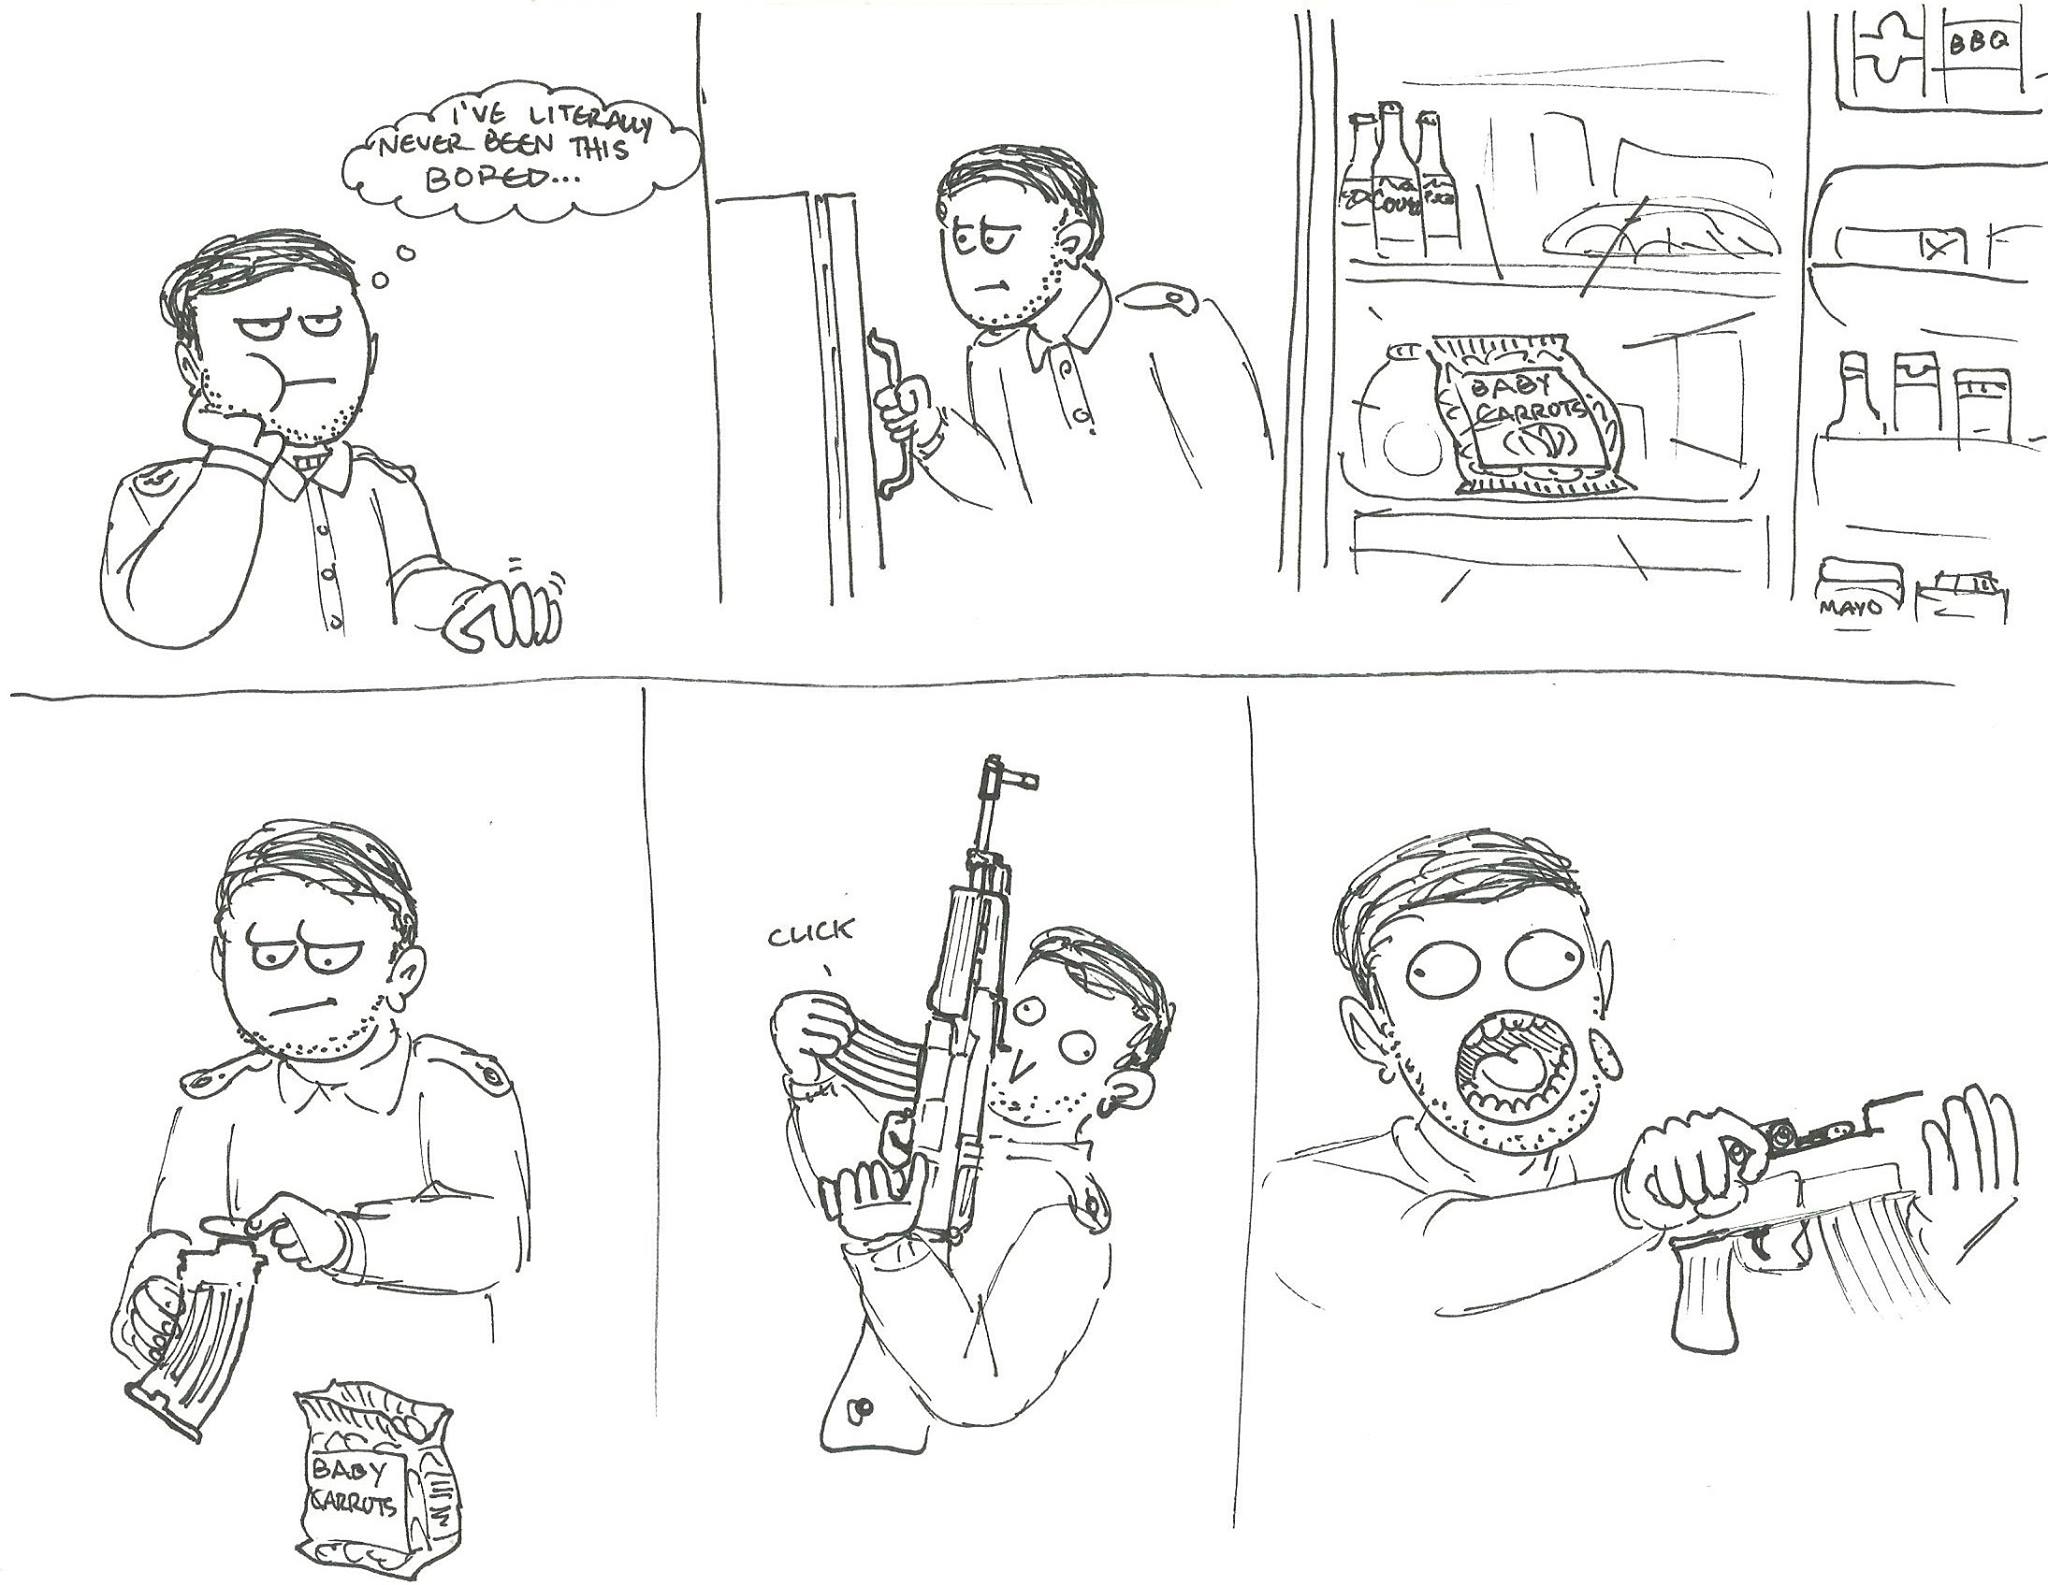 I'VE LITERALLY
NEVER BEEN THIS
BORED...
BBQ
BABY
CARROTS
MAYO
CLICK
BABY
CARROTS